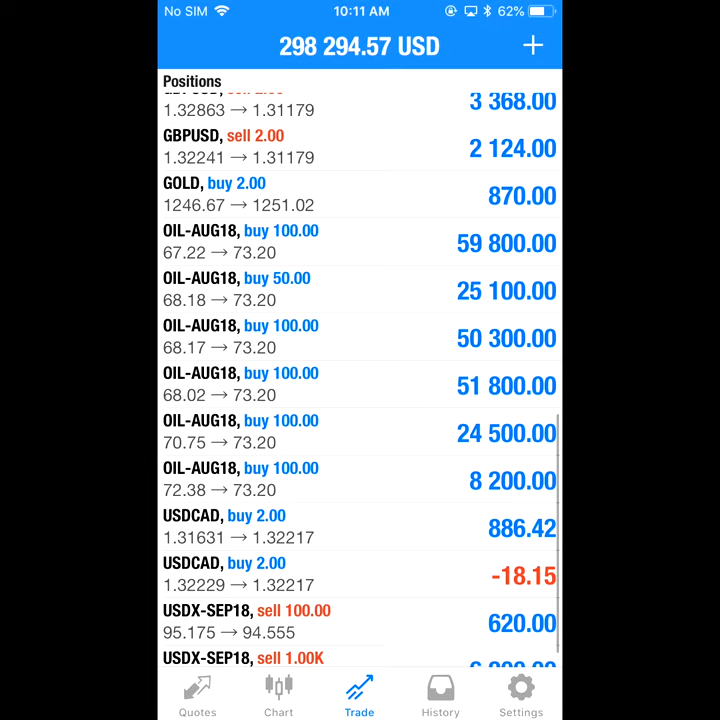 No SIM 10:11 AM 62%
298 294.57 USD +
Positions
1.32863 → 1.31179 3 368.00
GBPUSD, sell 2.00
1.32241 → 1.31179 2 124.00
GOLD, buy 2.00
1246.67 → 1251.02 870.00
OIL-AUG18, buy 100.00
67.22 → 73.20 59 800.00
OIL-AUG18, buy 50.00
68.18 → 73.20 25 100.00
OIL-AUG18, buy 100.00
68.17 → 73.20 50 300.00
OIL-AUG18, buy 100.00
68.02 → 73.20 51 800.00
OIL-AUG18, buy 100.00
70.75 → 73.20 24 500.00
OIL-AUG18, buy 100.00
72.38 → 73.20 8 200.00
USDCAD, buy 2.00
1.31631 → 1.32217 886.42
USDCAD, buy 2.00
1.32229 → 1.32217 -18.15
USDX-SEP18, sell 100.00
95.175 → 94.555 620.00
USDX-SEP18, sell 1.00K
Quotes Chart Trade History Settings